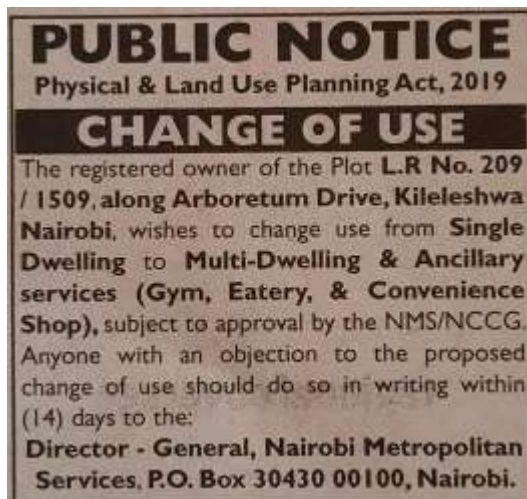 PUBLIC NOTICE
Physical & Land Use Planning Act, 2019
CHANGE OF USE
The registered owner of the Plot L.R No. 209
/ 1509, along Arboretum Drive, Kileleshwa
Nairobi, wishes to change use from Single
Dwelling to Multi-Dwelling & Ancillary
services (Gym, Eatery, & Convenience
Shop), subject to approval by the NMS/NCCG.
Anyone with an objection to the proposed
change of use should do so in writing within
(14) days to the:
Director - General, Nairobi Metropolitan
Services, P.O. Box 30430 00100, Nairobi.